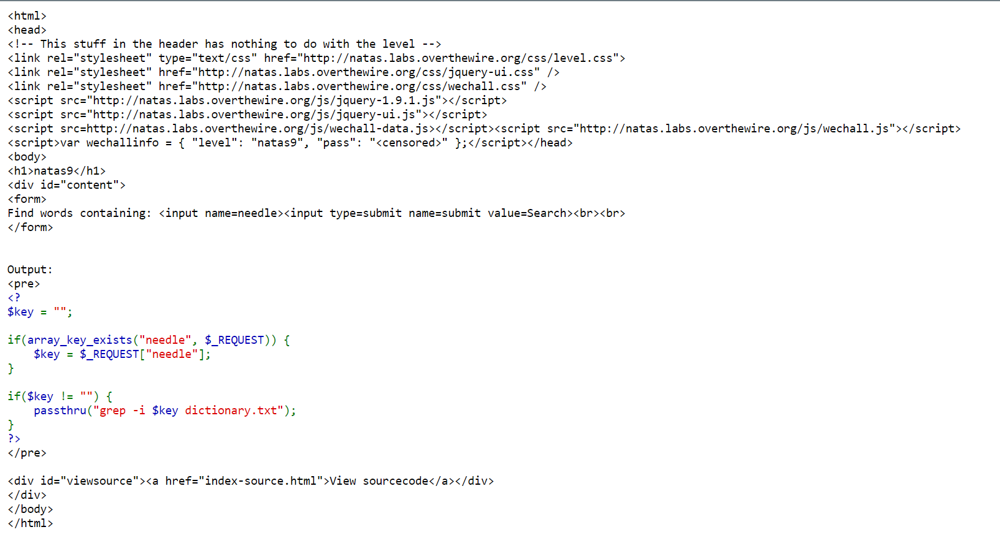 <html>
<head>
<!-- This stuff in the header has nothing to do with the level -->
<link rel="stylesheet" type="text/css" href="http://natas.labs.overthewire.org/css/level.css">
<link rel="stylesheet" href="http://natas.labs.overthewire.org/css/jquery-ui.css" />
<link rel="stylesheet" href="http://natas.labs.overthewire.org/css/wechall.css" />
<script src="http://natas.labs.overthewire.org/js/jquery-1.9.1.js"></script>
<script src="http://natas.labs.overthewire.org/js/jquery-ui.js"></script>
<script src=http://natas.labs.overthewire.org/js/wechall-data.js></script><script src="http://natas.labs.overthewire.org/js/wechall.js"></script>
<script>var wechallinfo = { "level": "natas9", "pass": "<censored>" };</script></head>
<body>
<h1>natas9</h1>
<div id="content">
<form>
Find words containing: <input name=needle><input type=submit name=submit value=Search><br><br>
</form>
Output:
<pre>
<?
$key = "";
if(array_key_exists("needle", $_REQUEST)) {
    $key = $_REQUEST["needle"];
}
if($key != "") {
    passthru("grep -i $key dictionary.txt");
}
?>
</pre>
<div id="viewsource"><a href="index-source.html">View sourcecode</a></div>
</div>
</body>
</html>